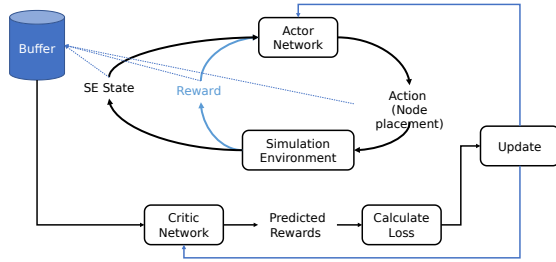 Actor
Network
Buffer
SE State
Reward
Action
(Node
placement)
Simulation
Environment
Update
Critic
Network
Predicted
Rewards
Calculate
Loss